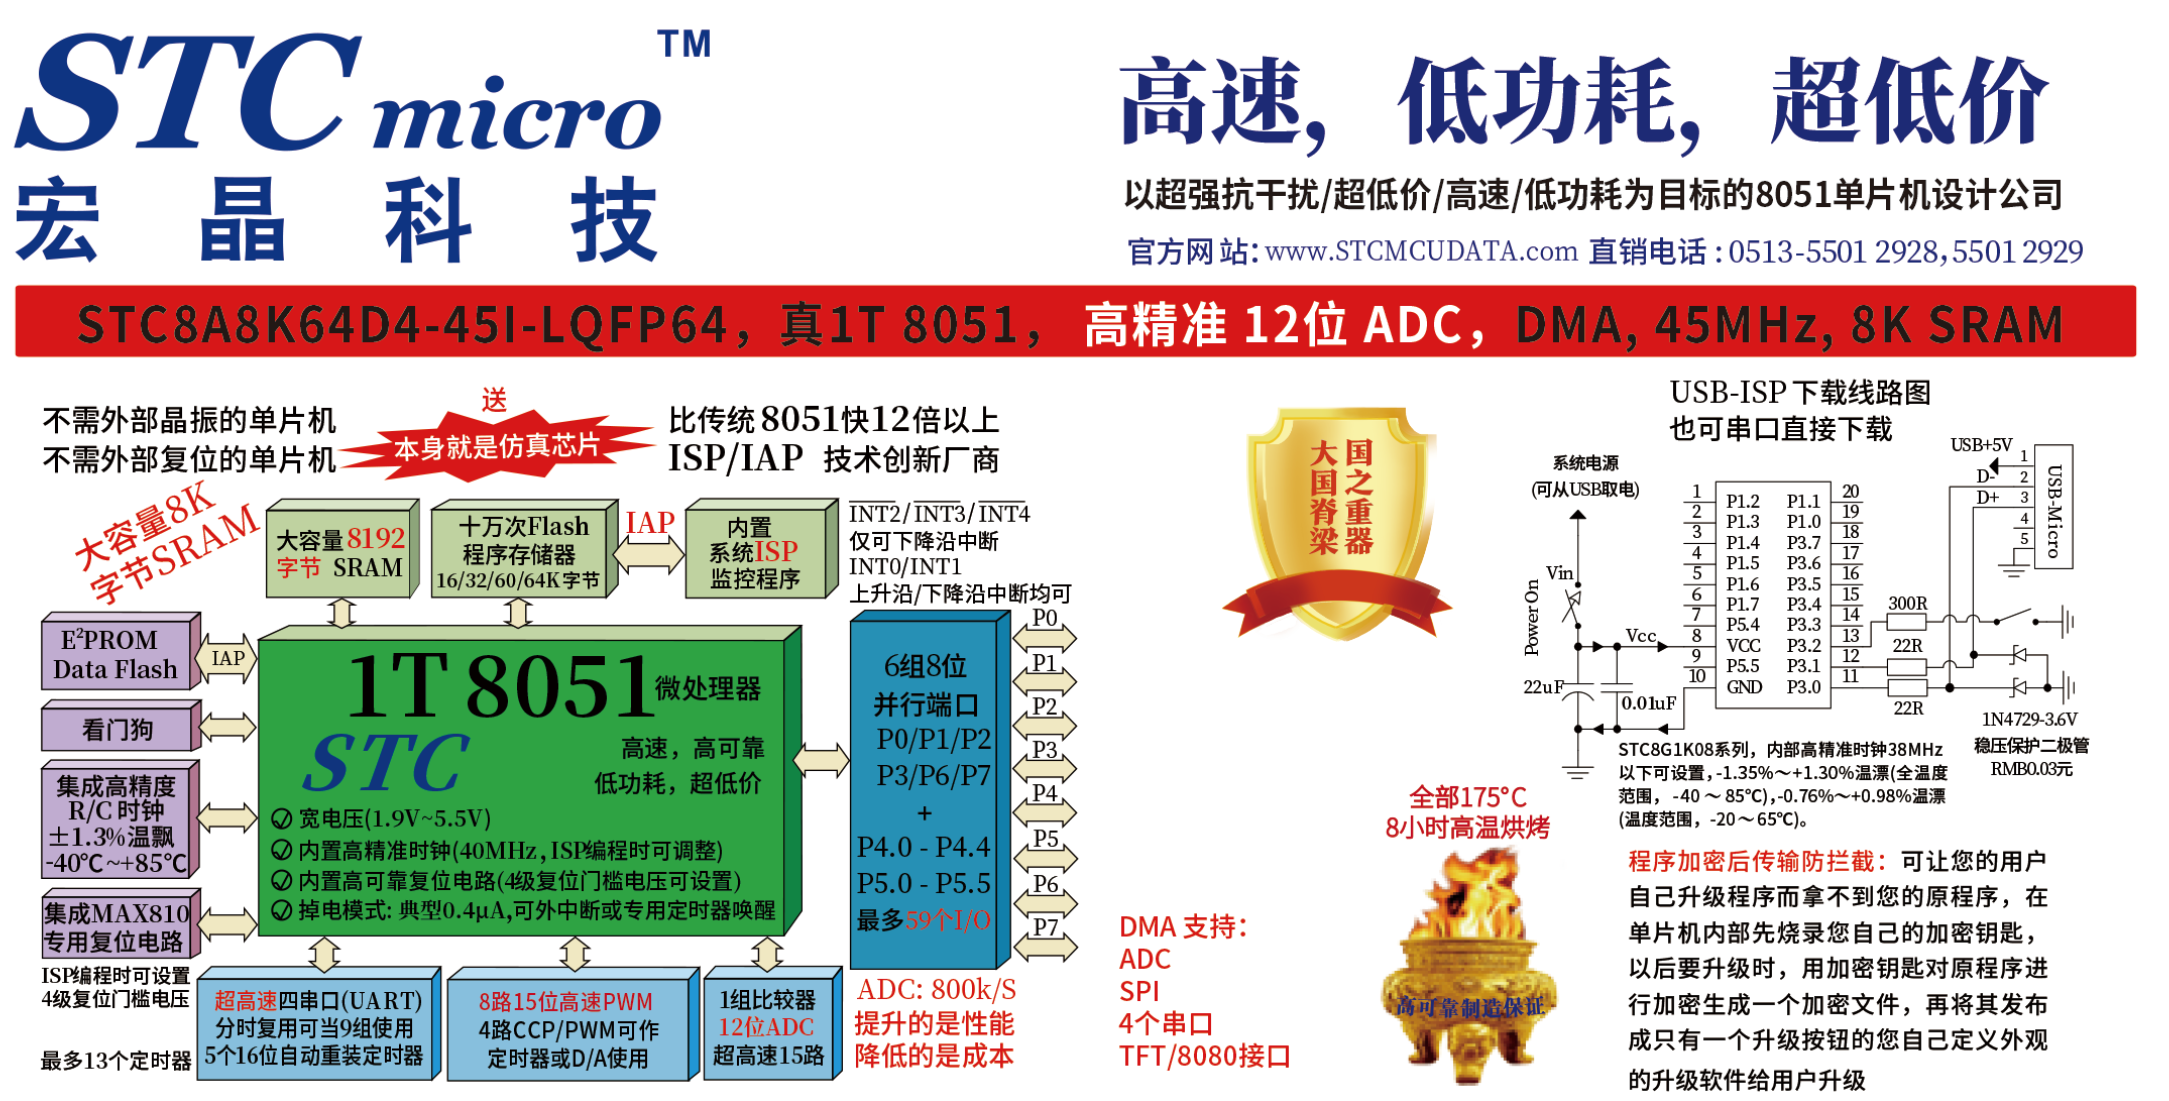 STC micro TM
宏晶科技
高速，低功耗，超低价
以超强抗干扰/超低价/高速/低功耗为目标的8051单片机设计公司
官方网站：www.STCMCUDATA.com 直销电话：0513-5501 2928，5501 2929
STC8A8K64D4-45I-LQFP64，真1T 8051， 高精准 12位 ADC，DMA, 45MHz, 8K SRAM
不需外部晶振的单片机
不需外部复位的单片机
送
本身就是仿真芯片
比传统8051快12倍以上
ISP/IAP 技术创新厂商
大容量8K
字节SRAM
大容量8192
字节 SRAM
十万次Flash
程序存储器
16/32/60/64K字节
IAP
内置
系统ISP
监控程序
INT2/INT3/INT4
仅可下降沿中断
INT0/INT1
上升沿/下降沿中断均可
E²PROM
Data Flash
IAP
看门狗
集成高精度
R/C时钟
±1.3%温飘
-40℃~+85℃
集成MAX810
专用复位电路
ISP编程时可设置
4级复位门槛电压
最多13个定时器
1T 8051微处理器
STC
高速，高可靠
低功耗，超低价
宽电压(1.9V~5.5V)
内置高精准时钟(40MHz,ISP编程时可调整)
内置高可靠复位电路(4级复位门槛电压可设置)
掉电模式: 典型0.4μA,可外中断或专用定时器唤醒
超高速四串口(UART)
分时复用可当9组使用
5个16位自动重装定时器
8路15位高速PWM
4路CCP/PWM可作
定时器或D/A使用
1组比较器
12位ADC
超高速15路
6组8位
并行端口
P0/P1/P2
P3/P6/P7
+
P4.0 - P4.4
P5.0 - P5.5
最多59个I/O
P0
P1
P2
P3
P4
P5
P6
P7
ADC: 800k/S
提升的是性能
降低的是成本
DMA 支持：
ADC
SPI
4个串口
TFT/8080接口
国之重器
大国脊梁
全部175°C
8小时高温烘烤
高可靠制造保证
USB-ISP下载线路图
也可串口直接下载
系统电源
(可从USB取电)
Vin
Power On
Vcc
22uF
0.01uF
1 P1.2 P1.1 20
2 P1.3 P1.0 19
3 P1.4 P3.7 18
4 P1.5 P3.6 17
5 P1.6 P3.5 16
6 P1.7 P3.4 15
7 P5.4 P3.3 14
8 VCC P3.2 13
9 P5.5 P3.1 12
10 GND P3.0 11
USB+5V
D-
D+
1
2
3
4
5
USB-Micro
300R
22R
22R
1N4729-3.6V
稳压保护二极管
RMB0.03元
STC8G1K08系列，内部高精准时钟38MHz
以下可设置，-1.35%～+1.30%温漂(全温度
范围，-40～85℃)，-0.76%～+0.98%温漂
(温度范围，-20～65℃)。
程序加密后传输防拦截：可让您的用户
自己升级程序而拿不到您的原程序，在
单片机内部先烧录您自己的加密钥匙，
以后要升级时，用加密钥匙对原程序进
行加密生成一个加密文件，再将其发布
成只有一个升级按钮的您自己定义外观
的升级软件给用户升级